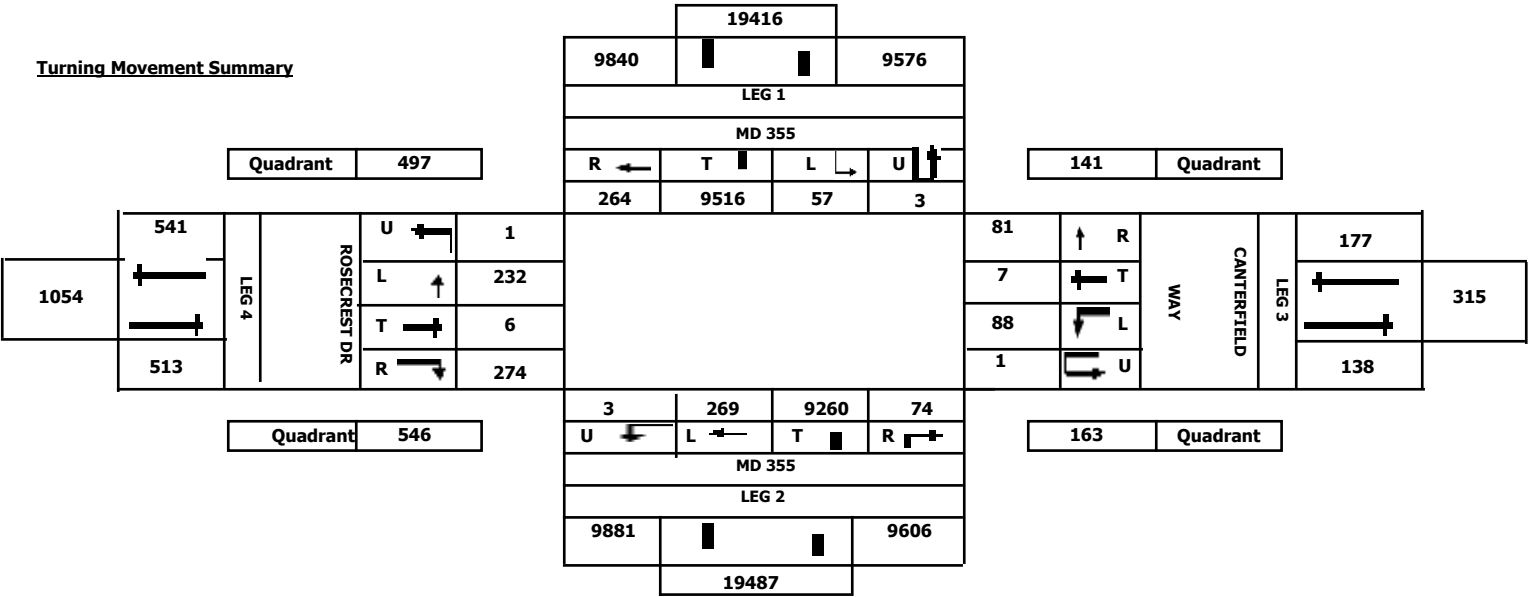 19416
9840 9576
Turning Movement Summary
LEG 1
MD 355
Quadrant 497 R T L U 141 Quadrant
264 9516 57 3
541 U 1 81 R 177
1054 LEG 4 ROSECREST DR L 232 7 T WAY CANTERFIELD LEG 3 315
T 6 88 L
513 R 274 1 U 138
3 269 9260 74
Quadrant 546 U L T R 163 Quadrant
MD 355
LEG 2
9881 9606
19487